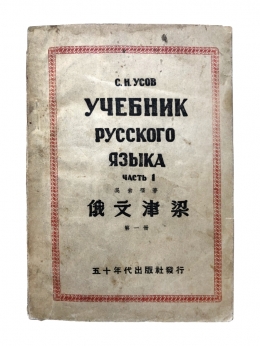 С. Н. УСОВ
УЧЕБНИК
РУССКОГО
ЯЗЫКА
ЧАСТЬ I
俄文津梁
第一冊
五十年代出版社發行